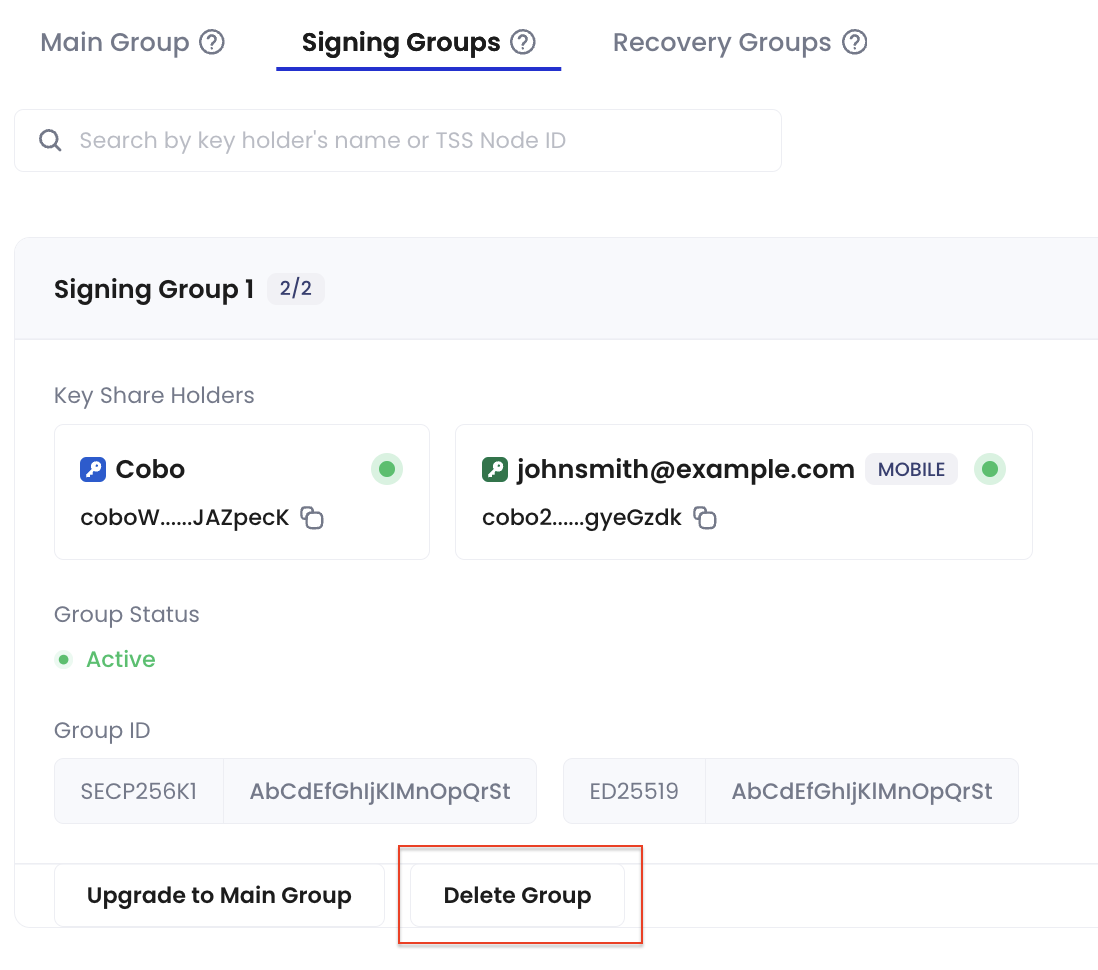 Main Group Signing Groups Recovery Groups
Search by key holder's name or TSS Node ID
Signing Group 1 2/2
Key Share Holders
Cobo johnsmith@example.com MOBILE
coboW......JAZpecK cobo2......gyeGzdk
Group Status
Active
Group ID
SECP256K1 AbCdEfGhIjKlMnOpQrSt ED25519 AbCdEfGhIjKlMnOpQrSt
Upgrade to Main Group Delete Group